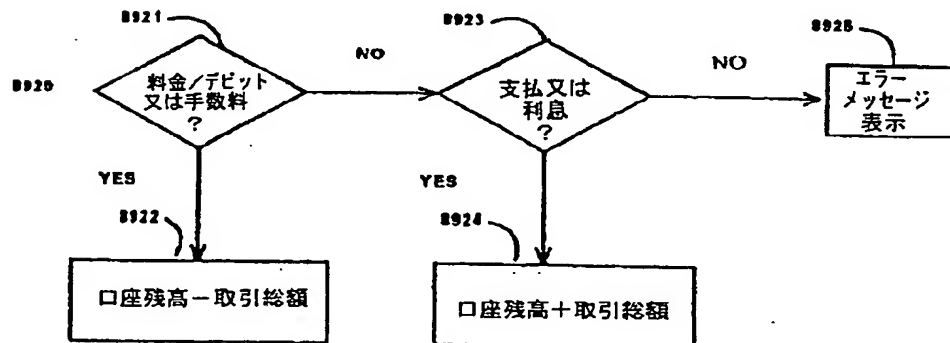 8921
8923
8925
8920
料金/デビット
又は手数料
?
NO
支払又は
利息
?
NO
エラー
メッセージ
表示
YES
YES
8922
8924
口座残高－取引総額
口座残高＋取引総額